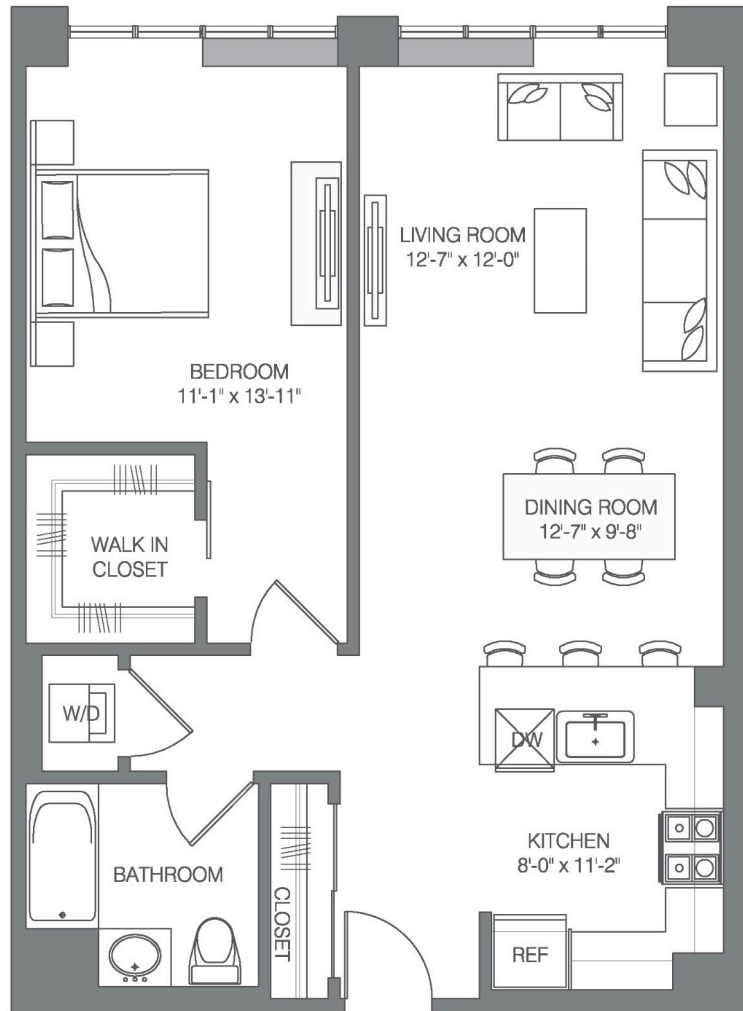 LIVING ROOM
12'-7" x 12'-0"
BEDROOM
11'-1" x 13'-11"
DINING ROOM
12'-7" x 9'-8"
WALK IN
CLOSET
W/D
DW
KITCHEN
8'-0" x 11'-2"
BATHROOM
CLOSET
REF